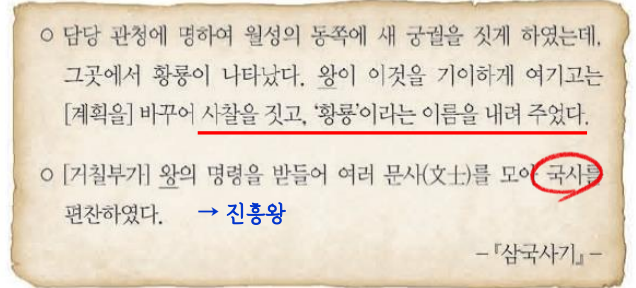 ○ 담당 관청에 명하여 월성의 동쪽에 새 궁궐을 짓게 하였는데,
그곳에서 황룡이 나타났다. 왕이 이것을 기이하게 여기고는
[계획을] 바꾸어 사찰을 짓고, ‘황룡’이라는 이름을 내려 주었다.
○ [거칠부가] 왕의 명령을 받들어 여러 문사(文士)를 모아 국사를
편찬하였다. → 진흥왕
－『삼국사기』－